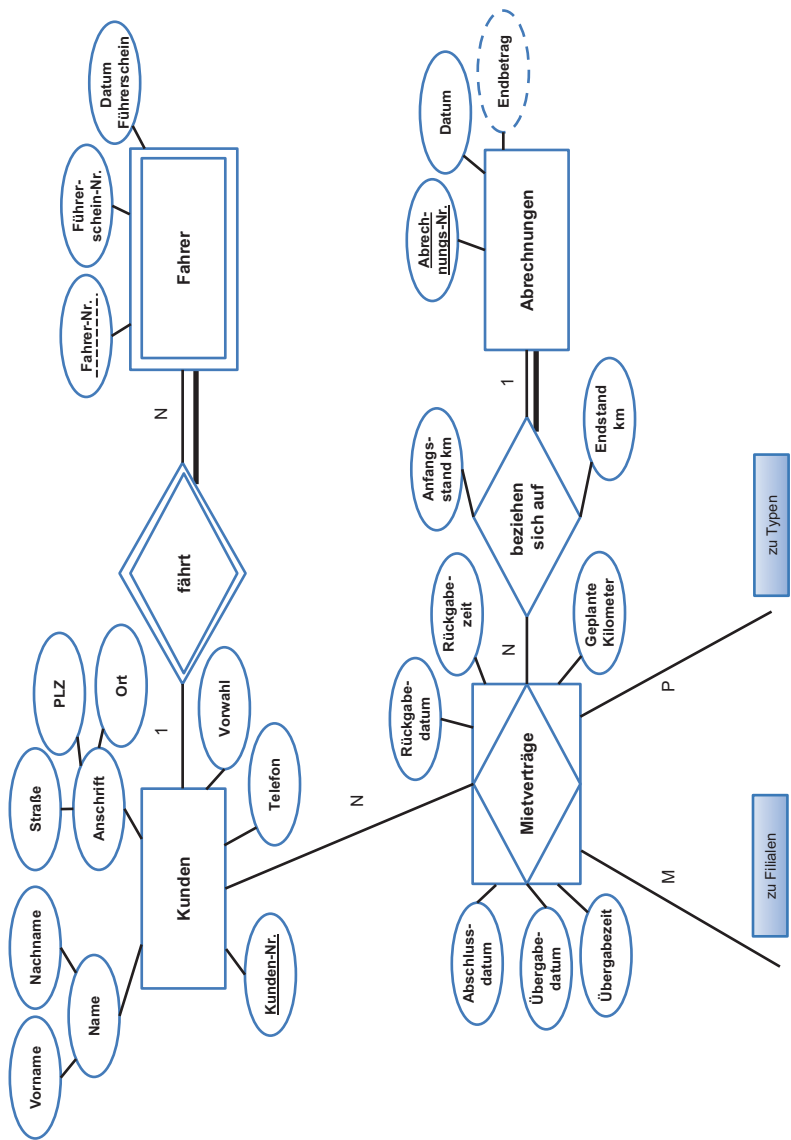 Vorname
Nachname
Name
Straße
PLZ
Ort
Anschrift
Kunden
Kunden-Nr.
Telefon
Vorwahl
1
fährt
N
Fahrer
Fahrer-Nr.
Führer-
schein-Nr.
Datum
Führerschein
N
Abschluss-
datum
Übergabe-
datum
Übergabezeit
Mietverträge
Rückgabe-
datum
Rückgabe-
zeit
Geplante
Kilometer
N
beziehen
sich auf
Anfangs-
stand km
Endstand
km
1
Abrechnungen
Abrech-
nungs-Nr.
Datum
Endbetrag
M
P
zu Filialen
zu Typen